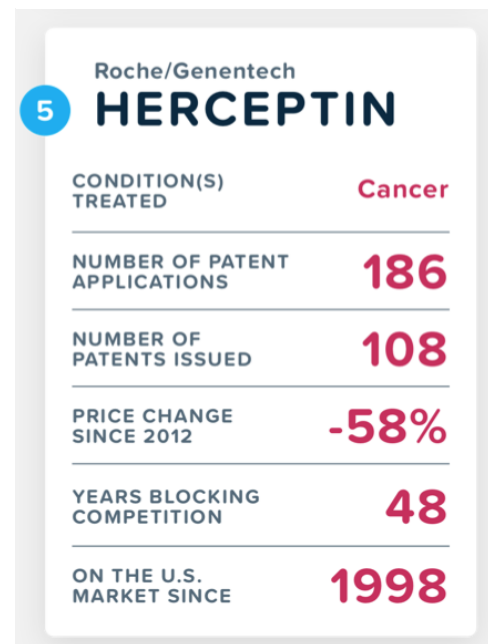 Roche/Genentech
5
HERCEPTIN
CONDITION(S)
TREATED
Cancer
NUMBER OF PATENT
APPLICATIONS
186
NUMBER OF
PATENTS ISSUED
108
PRICE CHANGE
SINCE 2012
-58%
YEARS BLOCKING
COMPETITION
48
ON THE U.S.
MARKET SINCE
1998